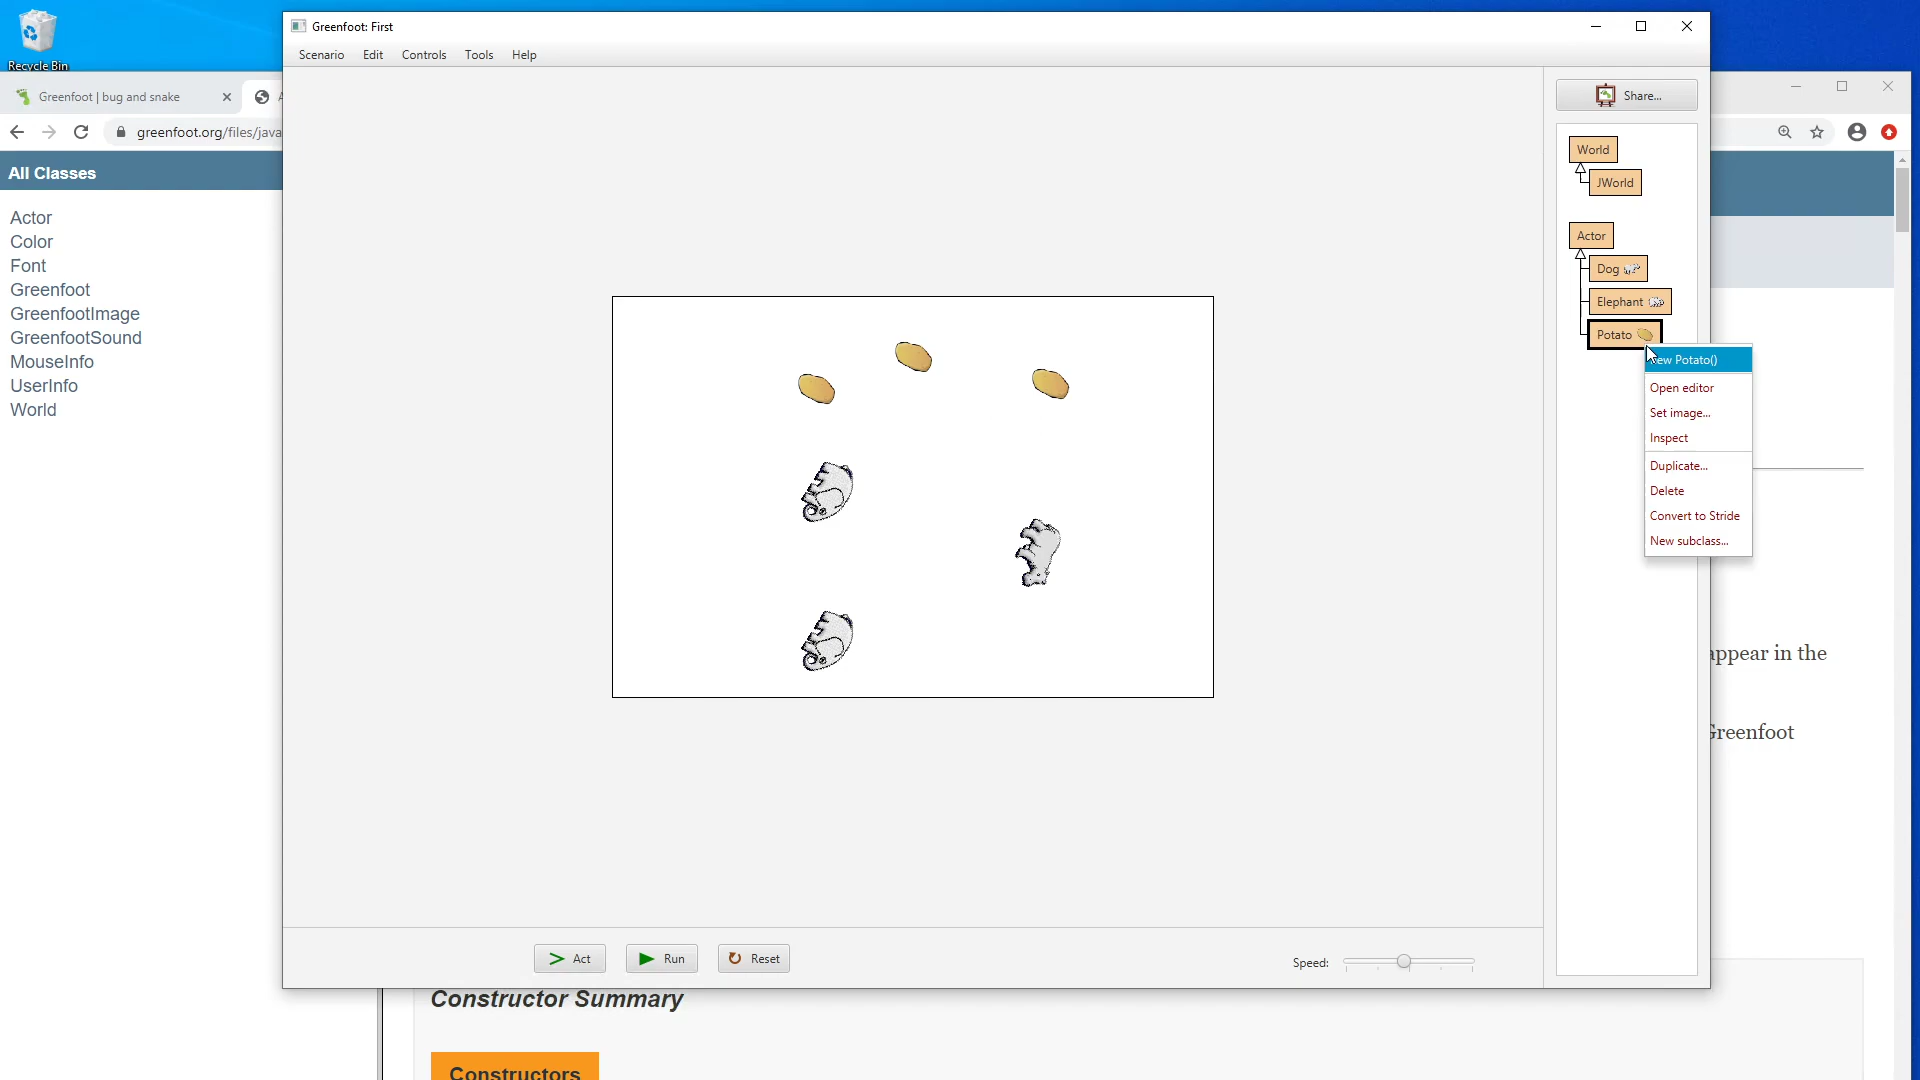 Recycle Bin
Greenfoot: First
Scenario Edit Controls Tools Help
Greenfoot | bug and snake
greenfoot.org/files/java
All Classes
Actor
Color
Font
Greenfoot
GreenfootImage
GreenfootSound
MouseInfo
UserInfo
World
Share...
World
JWorld
Actor
Dog
Elephant
Potato
ew Potato()
Open editor
Set image...
Inspect
Duplicate...
Delete
Convert to Stride
New subclass...
appear in the
Greenfoot
Act
Run
Reset
Speed:
Constructor Summary
Constructors